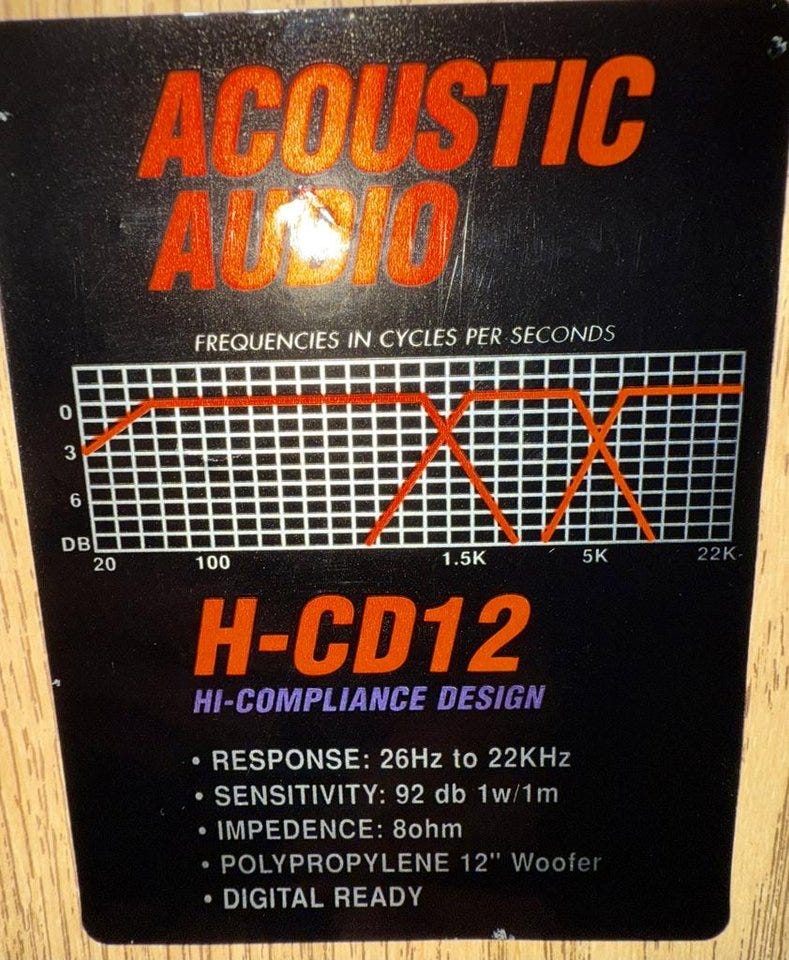 ACOUSTIC
AUDIO
FREQUENCIES IN CYCLES PER SECONDS
0
3
6
DB
20 100 1.5K 5K 22K
H-CD12
HI-COMPLIANCE DESIGN
• RESPONSE: 26Hz to 22KHz
• SENSITIVITY: 92 db 1w/1m
• IMPEDENCE: 8ohm
• POLYPROPYLENE 12" Woofer
• DIGITAL READY